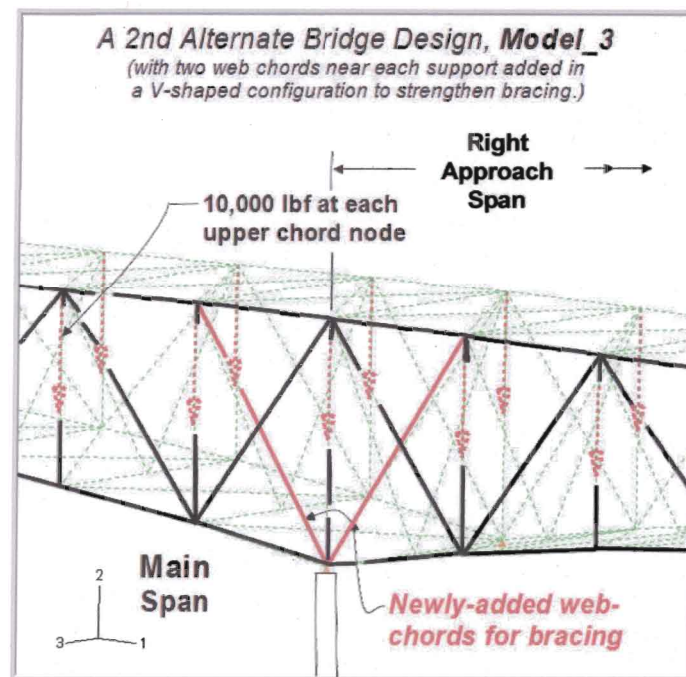 A 2nd Alternate Bridge Design, Model_3
(with two web chords near each support added in
a V-shaped configuration to strengthen bracing.)
Right
Approach
Span
10,000 lbf at each
upper chord node
Main
Span
Newly-added web-
chords for bracing
2
3
1